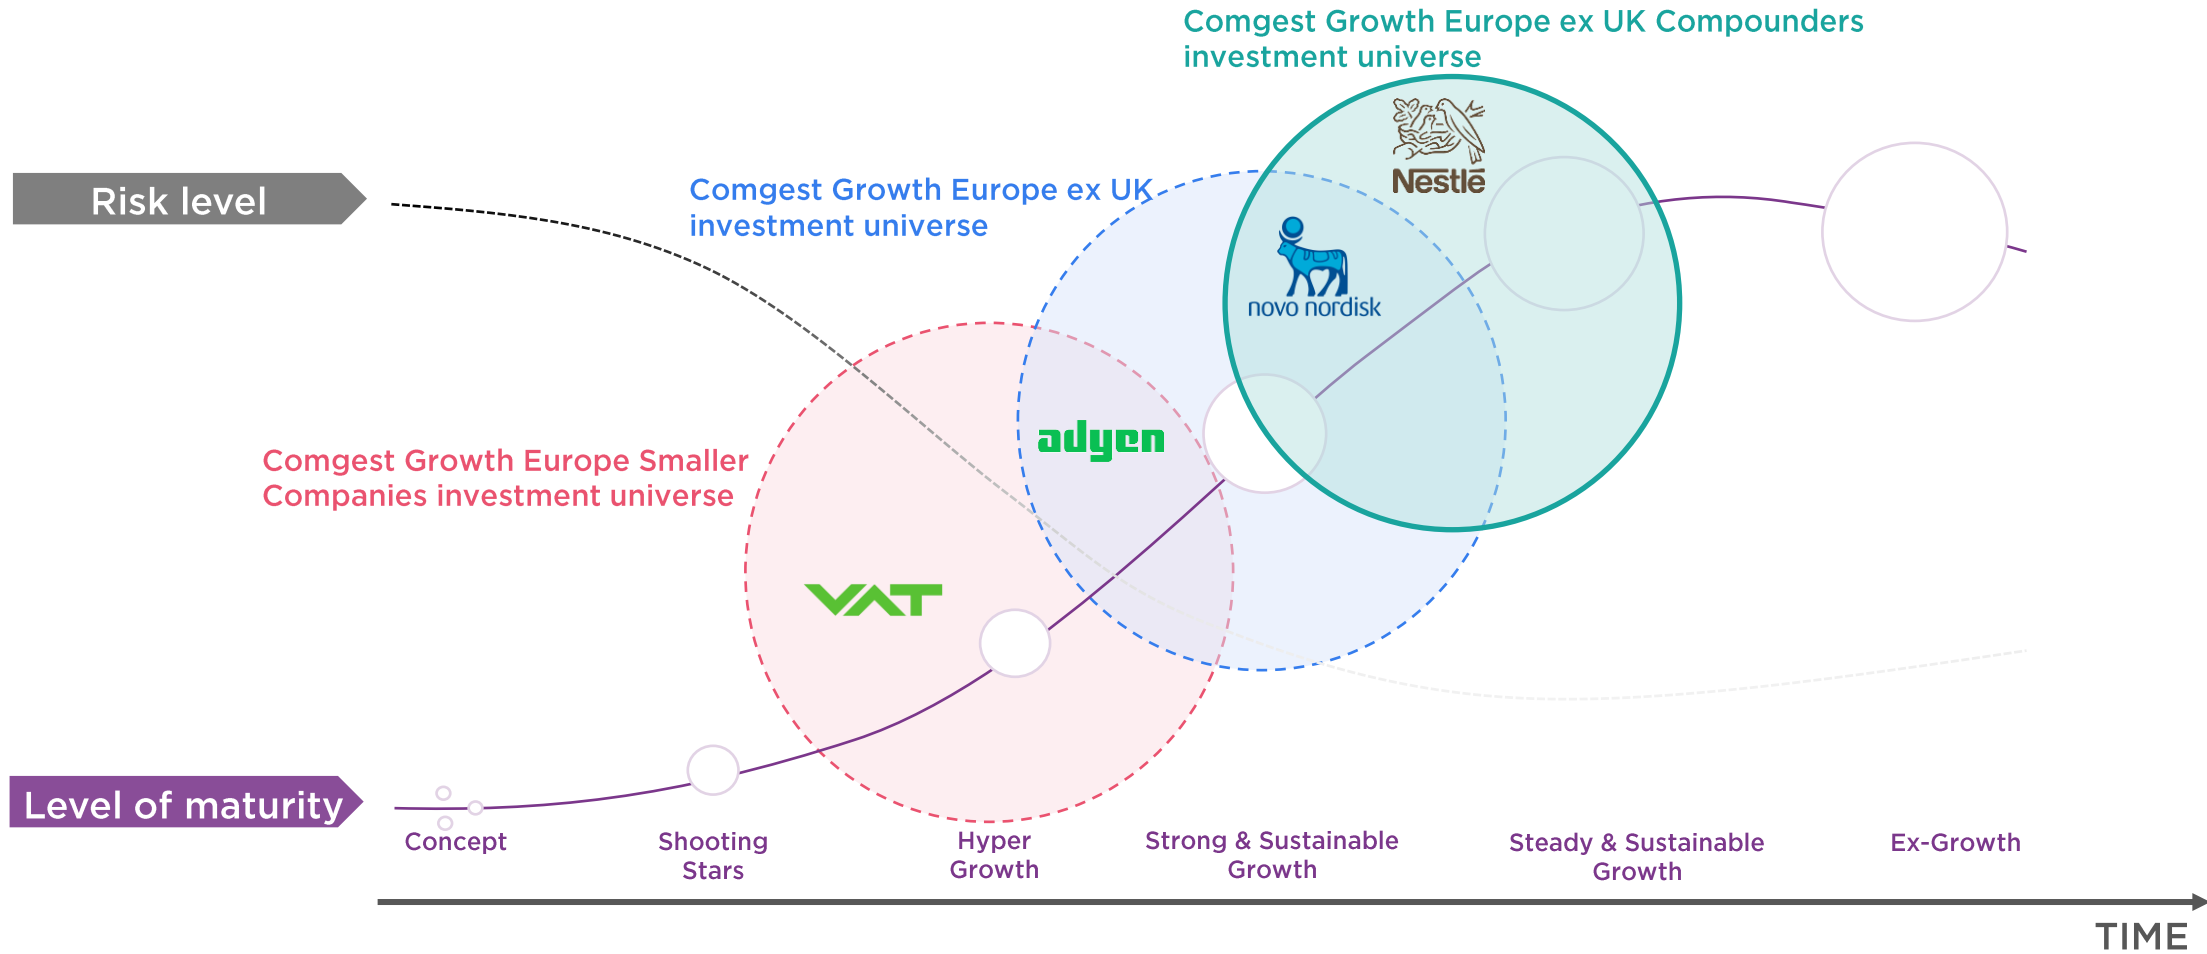 Comgest Growth Europe ex UK Compounders
investment universe
Nestlé
Risk level
Comgest Growth Europe ex UK
investment universe
novo nordisk
adyen
Comgest Growth Europe Smaller
Companies investment universe
VAT
Level of maturity
Concept
Shooting
Stars
Hyper
Growth
Strong & Sustainable
Growth
Steady & Sustainable
Growth
Ex-Growth
TIME